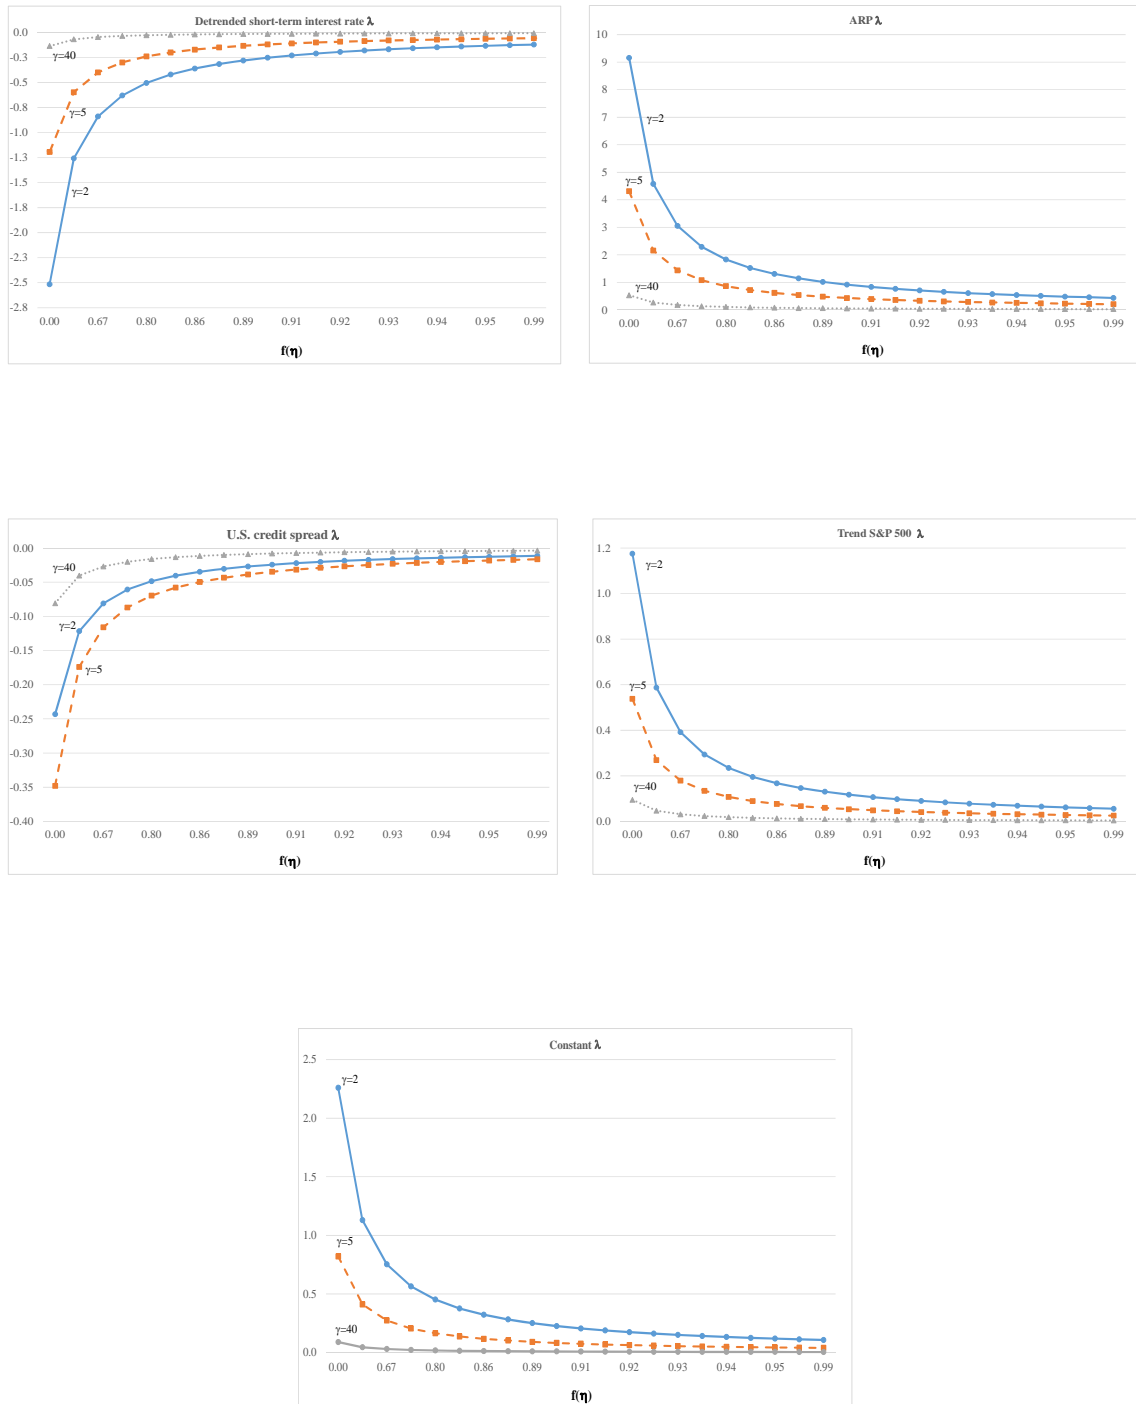 Detrended short-term interest rate λ
0.0
-0.3
-0.5
-0.8
-1.0
-1.3
-1.5
-1.8
-2.0
-2.3
-2.5
-2.8
γ=40
γ=5
γ=2
0.00 0.67 0.80 0.86 0.89 0.91 0.92 0.93 0.94 0.95 0.99
f(η)
ARP λ
10
9
8
7
6
5
4
3
2
1
0
γ=2
γ=5
γ=40
0.00 0.67 0.80 0.86 0.89 0.91 0.92 0.93 0.94 0.95 0.99
f(η)
U.S. credit spread λ
0.00
-0.05
-0.10
-0.15
-0.20
-0.25
-0.30
-0.35
-0.40
γ=40
γ=2
γ=5
0.00 0.67 0.80 0.86 0.89 0.91 0.92 0.93 0.94 0.95 0.99
f(η)
Trend S&P 500 λ
1.2
1.0
0.8
0.6
0.4
0.2
0.0
γ=2
γ=5
γ=40
0.00 0.67 0.80 0.86 0.89 0.91 0.92 0.93 0.94 0.95 0.99
f(η)
Constant λ
2.5
2.0
1.5
1.0
0.5
0.0
γ=2
γ=5
γ=40
0.00 0.67 0.80 0.86 0.89 0.91 0.92 0.93 0.94 0.95 0.99
f(η)